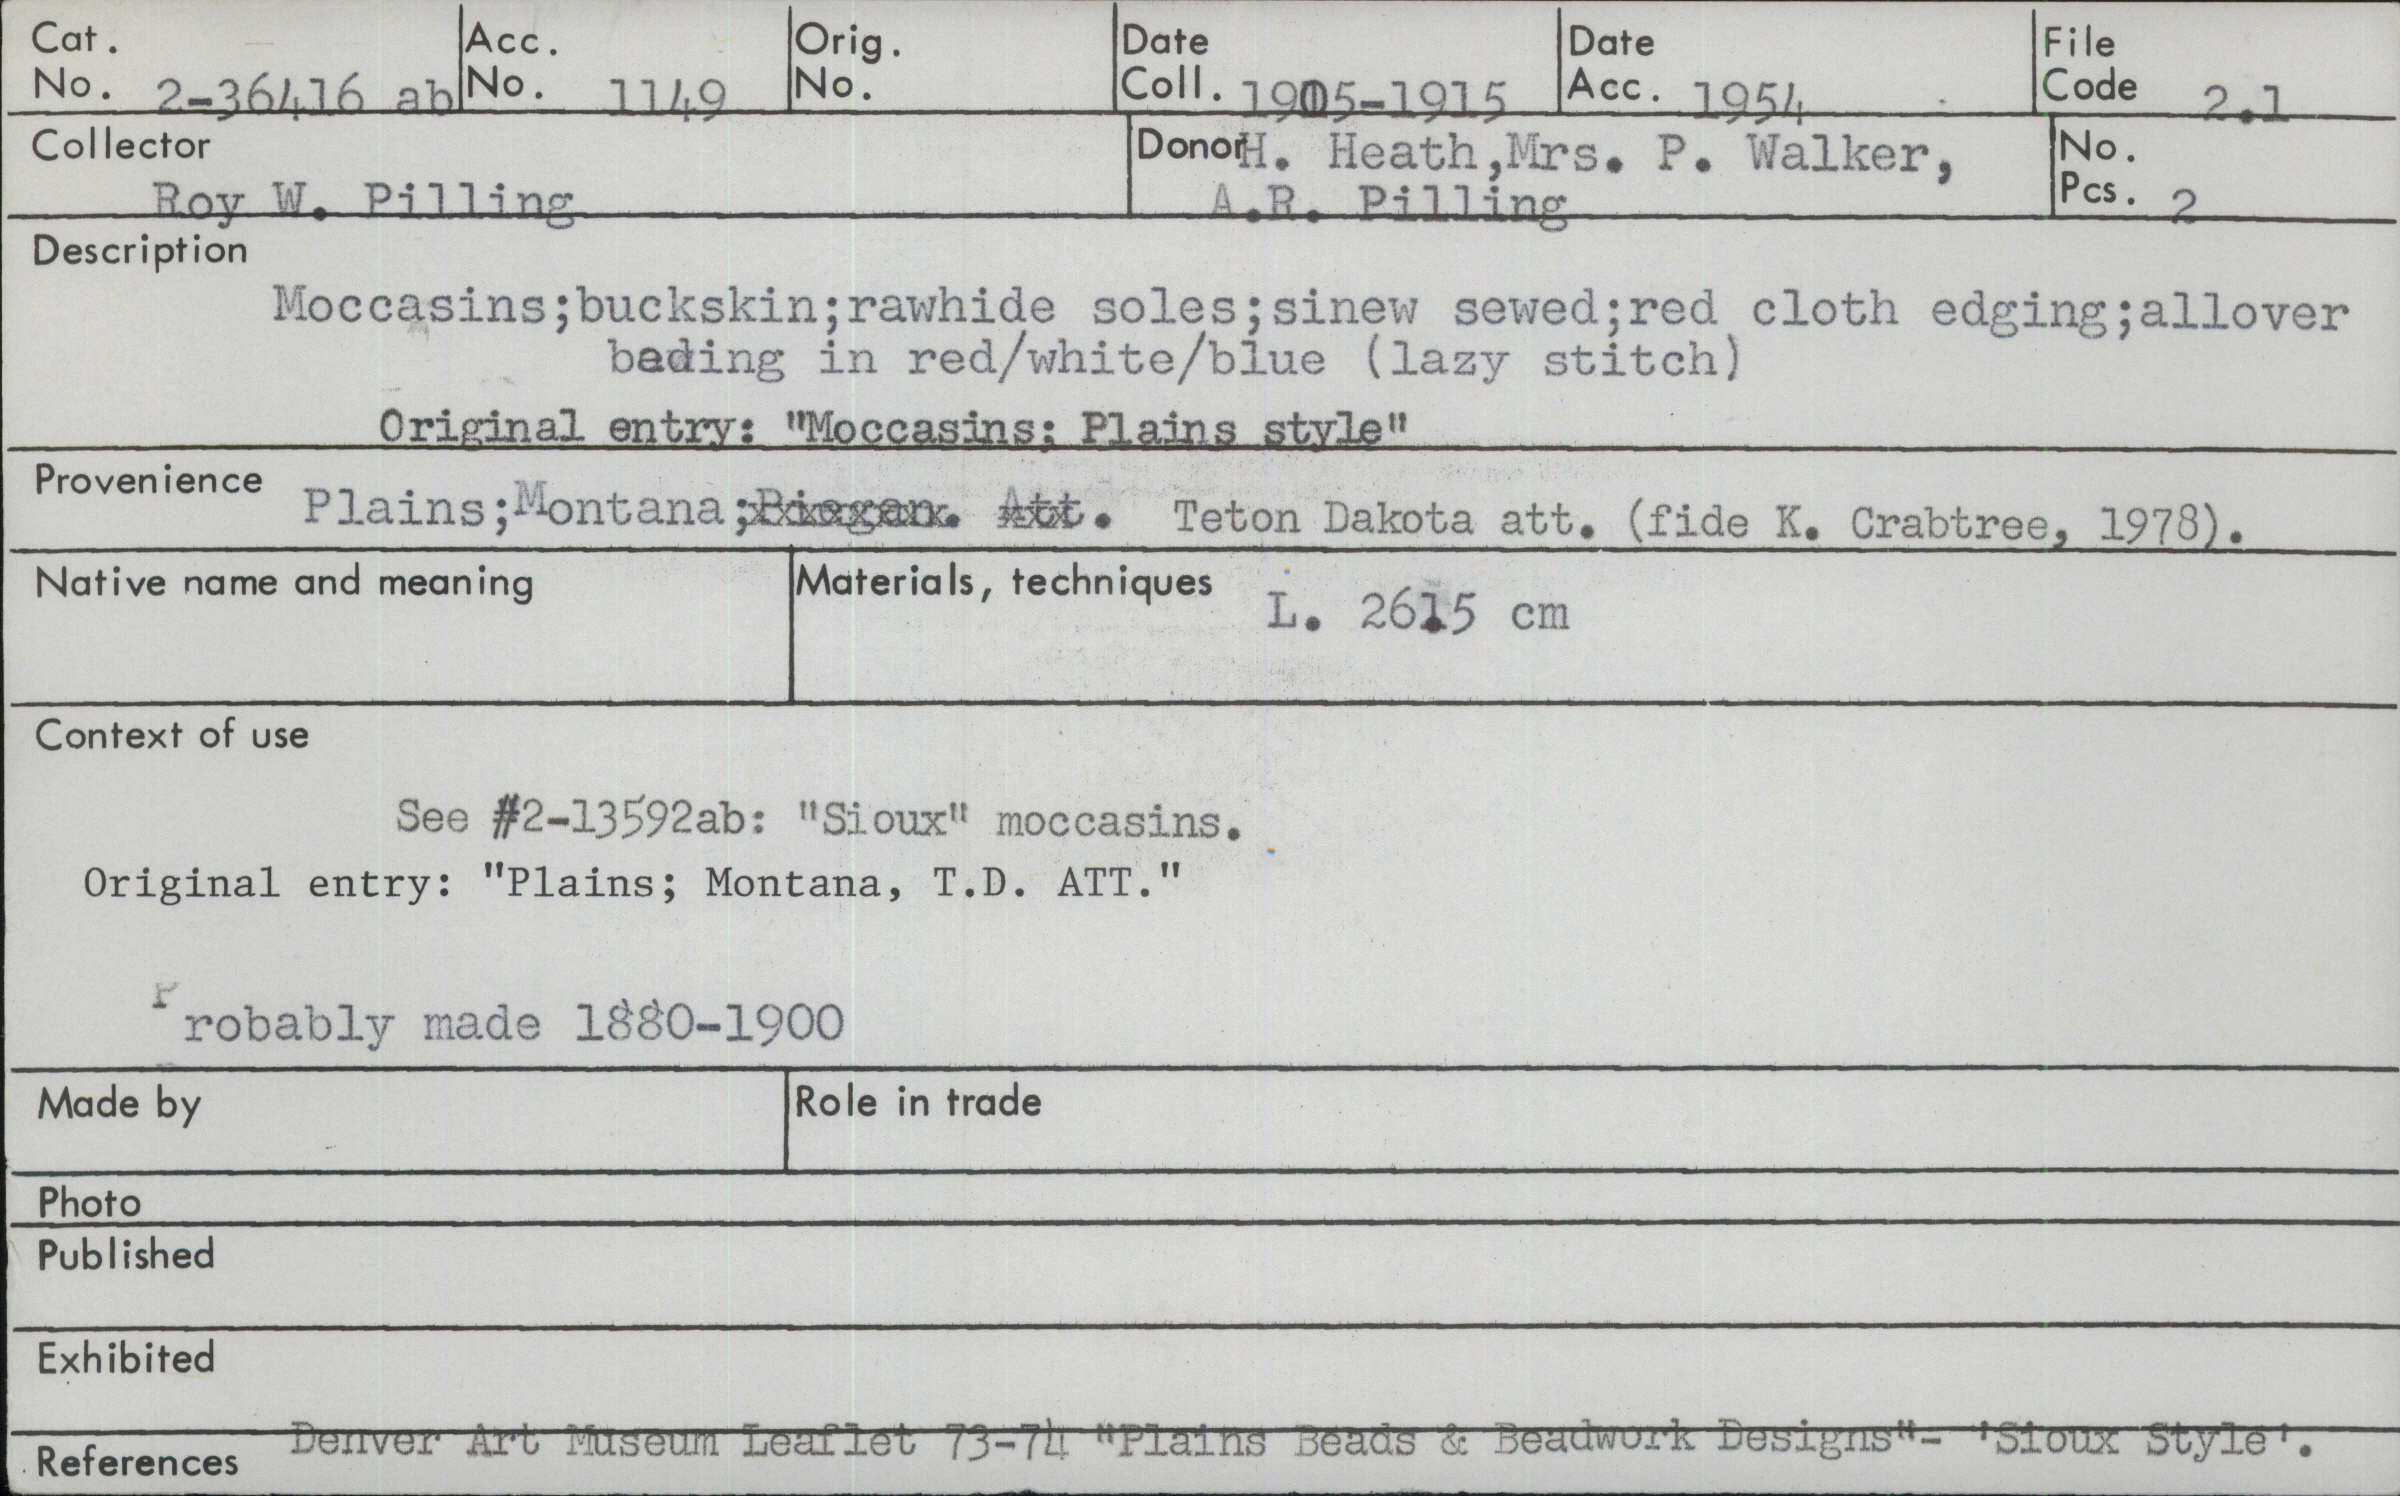 Cat. No. 2-36416 ab Acc. No. 1149 Orig. No. Date Coll. 1905-1915 Date Acc. 1954 File Code 2.1
Collector Roy W. Pilling Donor H. Heath,Mrs. P. Walker, A.R. Pilling No. Pcs. 2
Description
Moccasins;buckskin;rawhide soles;sinew sewed;red cloth edging;allover
beading in red/white/blue (lazy stitch)
Original entry: "Moccasins; Plains style"
Provenience Plains;Montana;Piegan. Att. Teton Dakota att. (fide K. Crabtree, 1978).
Native name and meaning Materials, techniques L. 26.5 cm
Context of use
See #2-13592ab: "Sioux" moccasins.
Original entry: "Plains; Montana, T.D. ATT."
Probably made 1880-1900
Made by Role in trade
Photo
Published
Exhibited
References Denver Art Museum Leaflet 73-74 "Plains Beads & Beadwork Designs"- 'Sioux Style'.